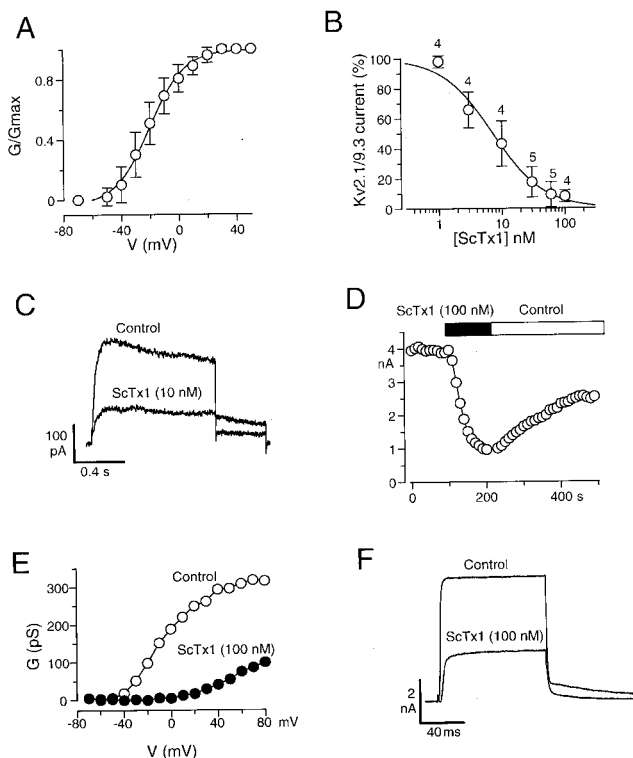 A
G/Gmax
0.8
0.4
0
-80
-40
0
40
V (mV)
B
Kv2.1/9.3 current (%)
100
80
60
40
20
0
4
4
4
5
5
4
1
10
100
[ScTx1] nM
C
Control
ScTx1 (10 nM)
100
pA
0.4 s
D
ScTx1 (100 nM)
Control
4
nA
3
2
1
0
0
200
400
s
E
G (pS)
300
200
100
0
Control
ScTx1 (100 nM)
-80
-40
0
40
80
mV
V (mV)
F
Control
ScTx1 (100 nM)
2
nA
40 ms